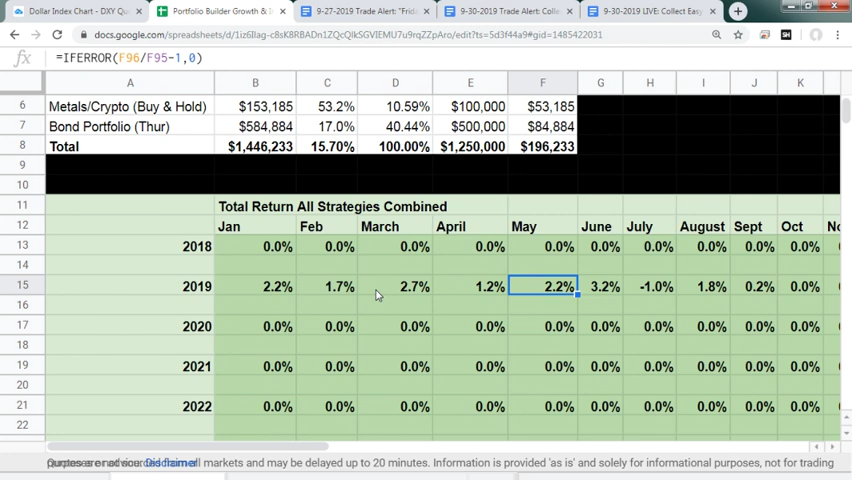 Dollar Index Chart - DXY Qu Portfolio Builder Growth & I 9-27-2019 Trade Alert: "Frida 9-30-2019 Trade Alert: Colle 9-30-2019 LIVE: Collect Easy
docs.google.com/spreadsheets/d/1iz6Ilag-c8sK8RBADn1ZQcQlkSGVIEMU7y9rqZZpAro/edit?ts=5d3f44a9#gid=1485422031
fx =IFERROR(F96/F95-1,0)
A B C D E F G H I J K
6 Metals/Crypto (Buy & Hold) $153,185 53.2% 10.59% $100,000 $53,185
7 Bond Portfolio (Thur) $584,884 17.0% 40.44% $500,000 $84,884
8 Total $1,446,233 15.70% 100.00% $1,250,000 $196,233
9
10
11 Total Return All Strategies Combined
12 Jan Feb March April May June July August Sept Oct No
13 2018 0.0% 0.0% 0.0% 0.0% 0.0% 0.0% 0.0% 0.0% 0.0% 0.0%
14
15 2019 2.2% 1.7% 2.7% 1.2% 2.2% 3.2% -1.0% 1.8% 0.2% 0.0%
16
17 2020 0.0% 0.0% 0.0% 0.0% 0.0% 0.0% 0.0% 0.0% 0.0% 0.0%
18
19 2021 0.0% 0.0% 0.0% 0.0% 0.0% 0.0% 0.0% 0.0% 0.0% 0.0%
20
21 2022 0.0% 0.0% 0.0% 0.0% 0.0% 0.0% 0.0% 0.0% 0.0% 0.0%
22
Disclaimer all markets and may be delayed up to 20 minutes. Information is provided 'as is' and solely for informational purposes, not for trading